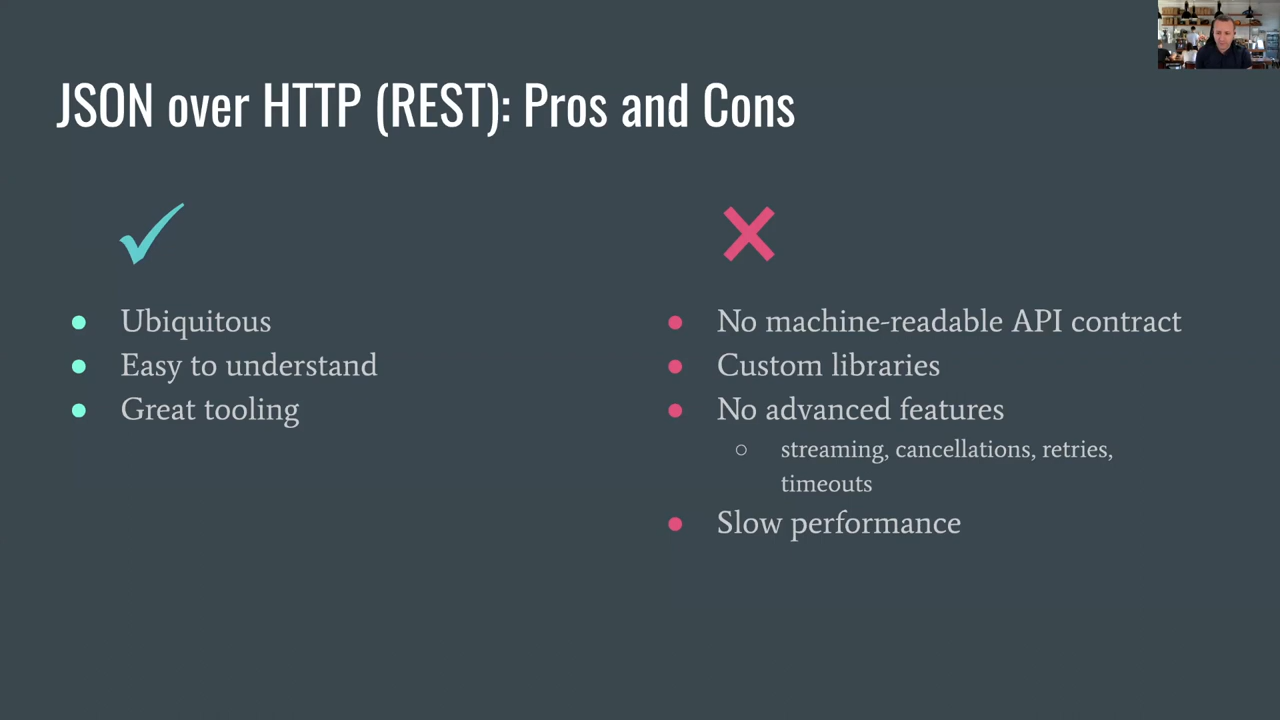 JSON over HTTP (REST): Pros and Cons
Ubiquitous
Easy to understand
Great tooling
No machine-readable API contract
Custom libraries
No advanced features
streaming, cancellations, retries,
timeouts
Slow performance